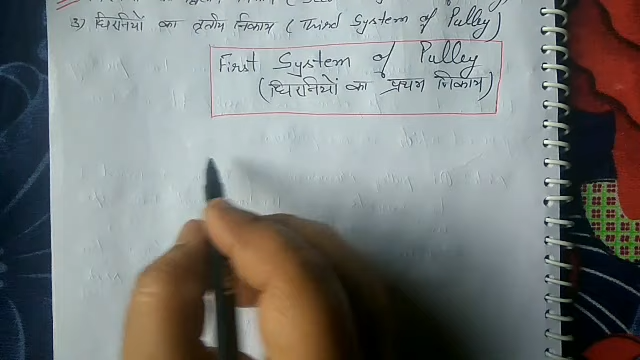 3) घिरनियों का तृतीय निकाय (Third System of Pulley)
First System of Pulley
(घिरनियों का प्रथम निकाय)